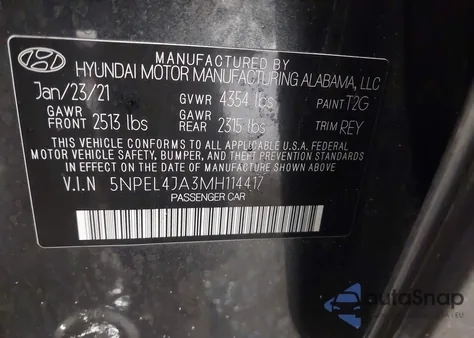 MANUFACTURED BY
HYUNDAI MOTOR MANUFACTURING ALABAMA, LLC
Jan/23/21 GVWR 4354 lbs PAINT T2G
GAWR FRONT 2513 lbs GAWR REAR 2315 lbs TRIM REY
THIS VEHICLE CONFORMS TO ALL APPLICABLE U.S.A FEDERAL
MOTOR VEHICLE SAFETY, BUMPER, AND THEFT PREVENTION STANDARDS
IN EFFECT ON THE DATE OF MANUFACTURE SHOWN ABOVE.
V.I.N 5NPEL4JA3MH114417
PASSENGER CAR
autoSnap